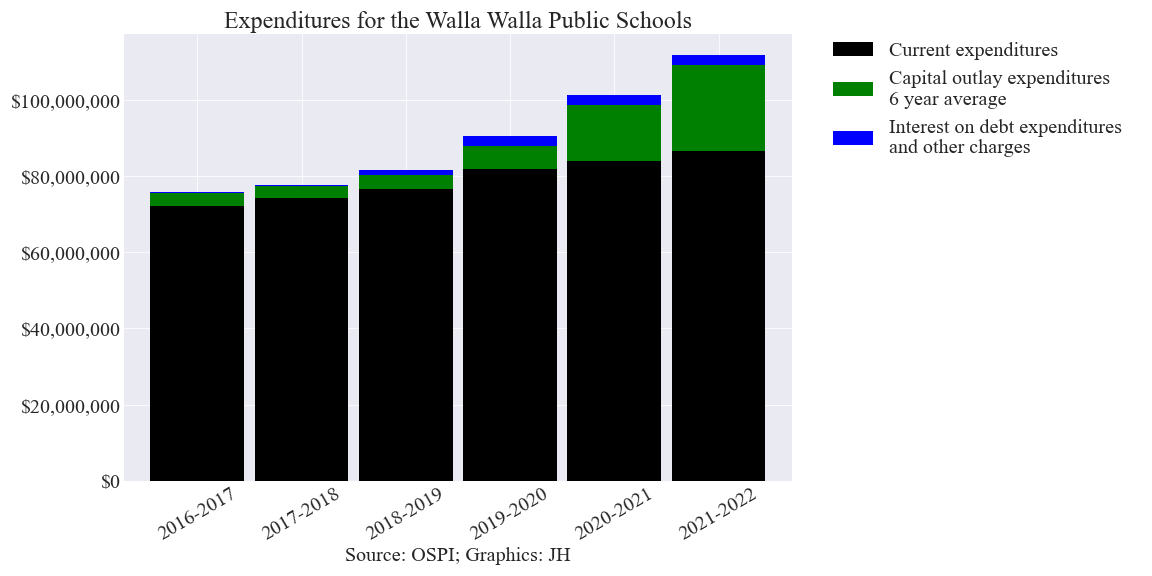 Expenditures for the Walla Walla Public Schools
Current expenditures
Capital outlay expenditures
6 year average
Interest on debt expenditures
and other charges
$100,000,000
$80,000,000
$60,000,000
$40,000,000
$20,000,000
$0
2016-2017
2017-2018
2018-2019
2019-2020
2020-2021
2021-2022
Source: OSPI; Graphics: JH